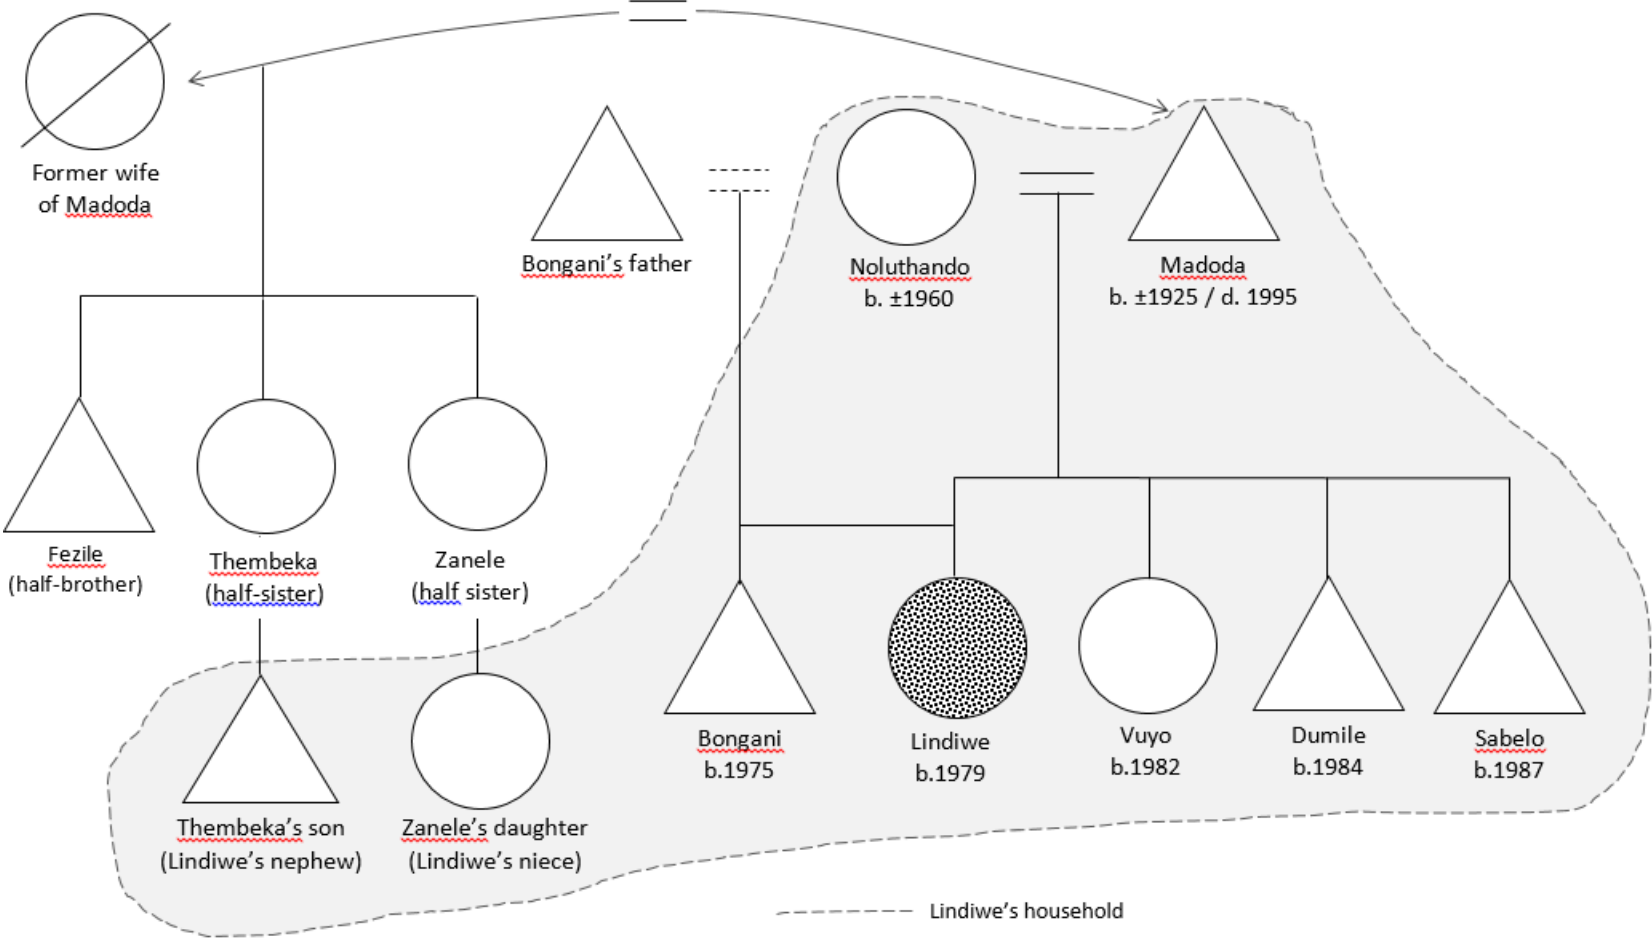 Former wife
of Madoda
Bongani's father
Noluthando
b. ±1960
Madoda
b. ±1925 / d. 1995
Fezile
(half-brother)
Thembeka
(half-sister)
Zanele
(half sister)
Bongani
b.1975
Lindiwe
b.1979
Vuyo
b.1982
Dumile
b.1984
Sabelo
b.1987
Thembeka's son
(Lindiwe's nephew)
Zanele's daughter
(Lindiwe's niece)
Lindiwe's household